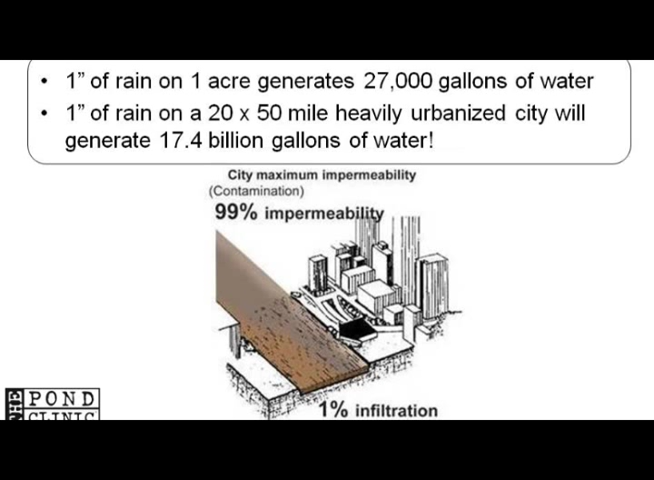 • 1” of rain on 1 acre generates 27,000 gallons of water
• 1” of rain on a 20 x 50 mile heavily urbanized city will
generate 17.4 billion gallons of water!
City maximum impermeability
(Contamination)
99% impermeability
1% infiltration
THE
POND
CLINIC